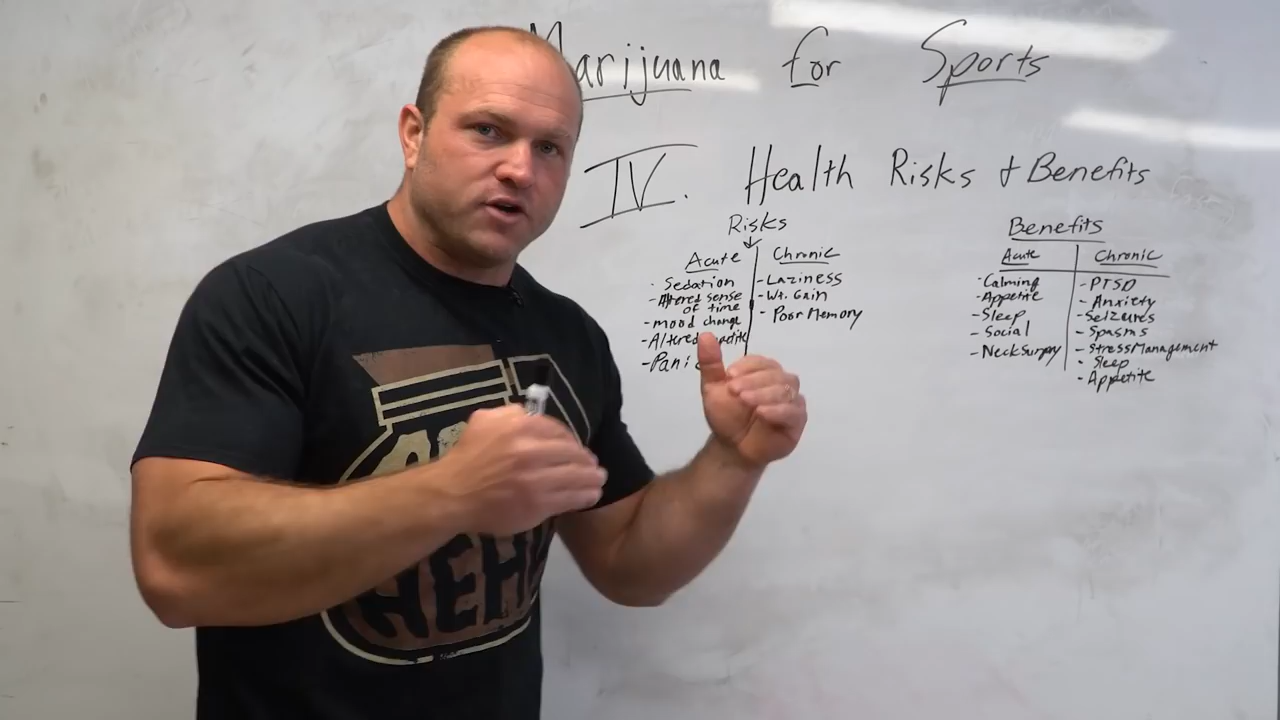 Marijuana for Sports
IV. Health Risks + Benefits
Risks
Acute
- Sedation
- Altered sense
of time
- mood change
- Altered
- Pani
Chronic
- Laziness
- Wt. Gain
- Poor Memory
Benefits
Acute
- Calming
- Appetite
- Sleep
- Social
- Neck Surgery
Chronic
- PTSD
- Anxiety
- Seizures
- Spasms
- Stress Management
- Sleep
- Appetite